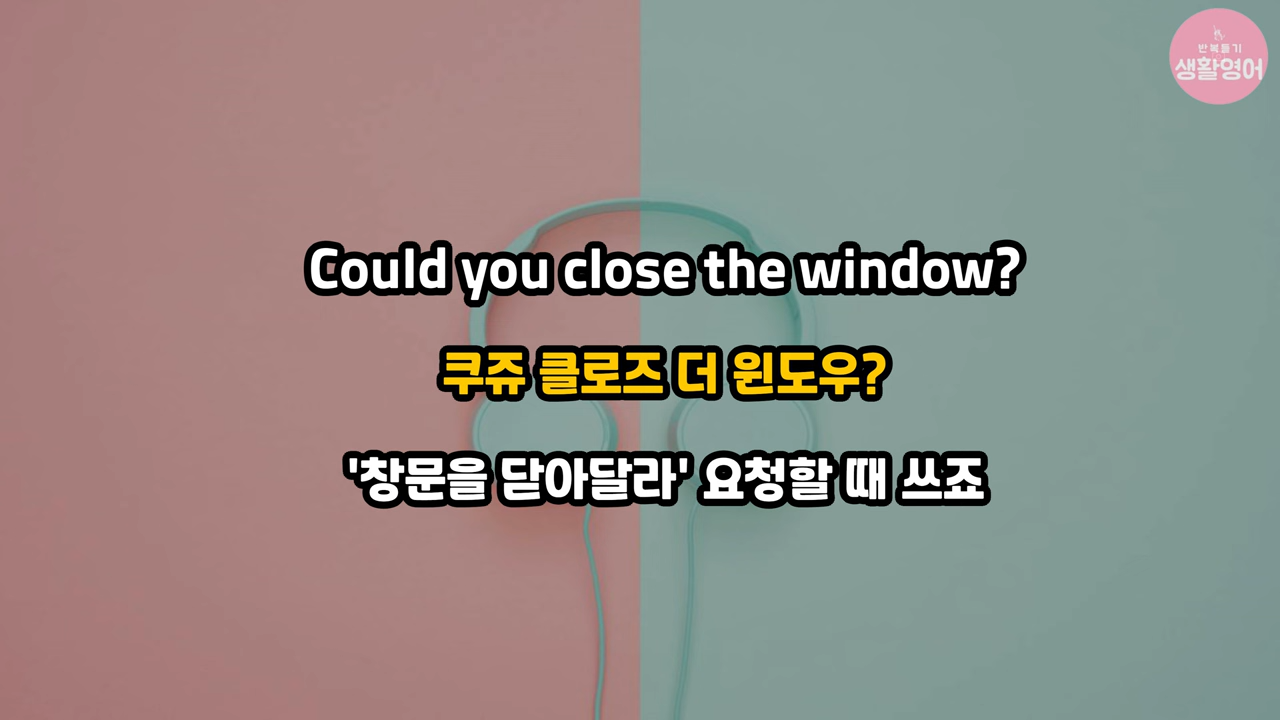 반복듣기
생활영어
Could you close the window?
쿠쥬 클로즈 더 윈도우?
'창문을 닫아달라' 요청할 때 쓰죠